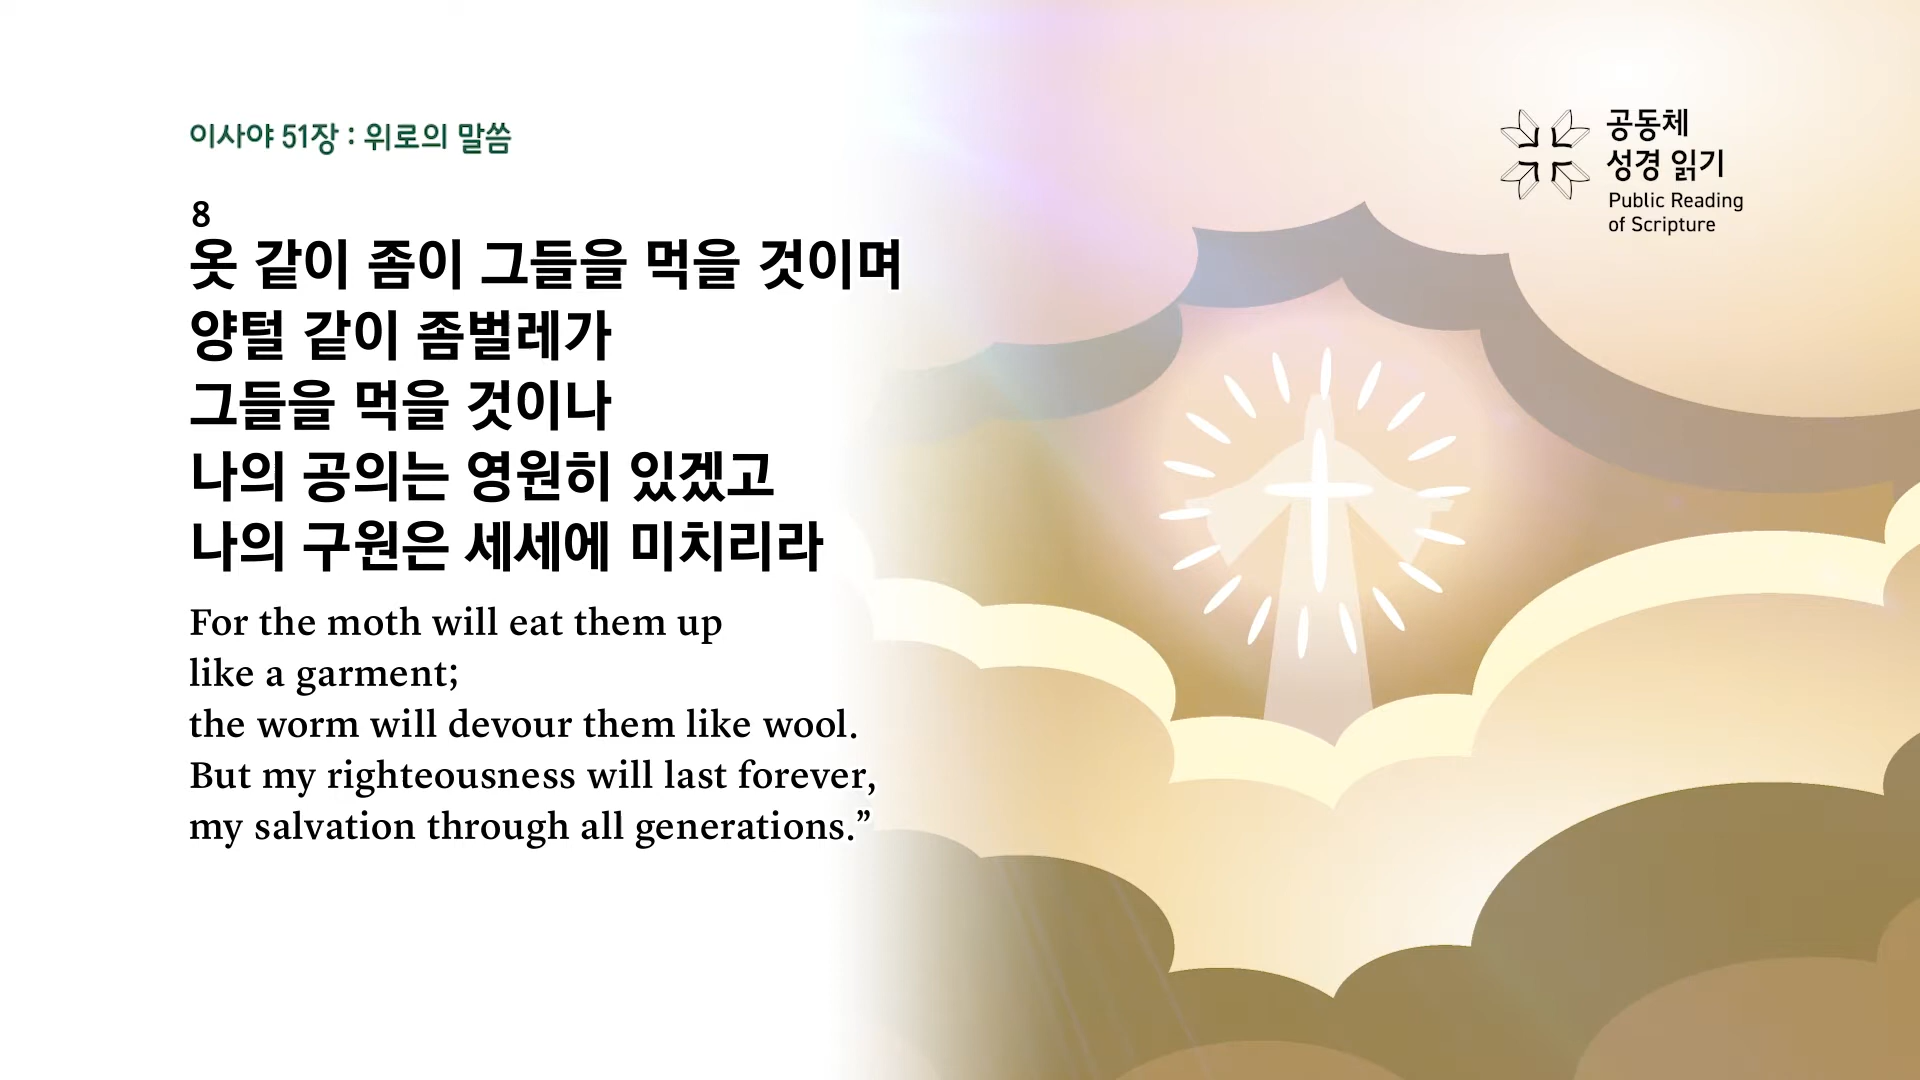 이사야 51장 : 위로의 말씀
8
옷 같이 좀이 그들을 먹을 것이며
양털 같이 좀벌레가
그들을 먹을 것이나
나의 공의는 영원히 있겠고
나의 구원은 세세에 미치리라
For the moth will eat them up
like a garment;
the worm will devour them like wool.
But my righteousness will last forever,
my salvation through all generations.”
공동체
성경 읽기
Public Reading
of Scripture